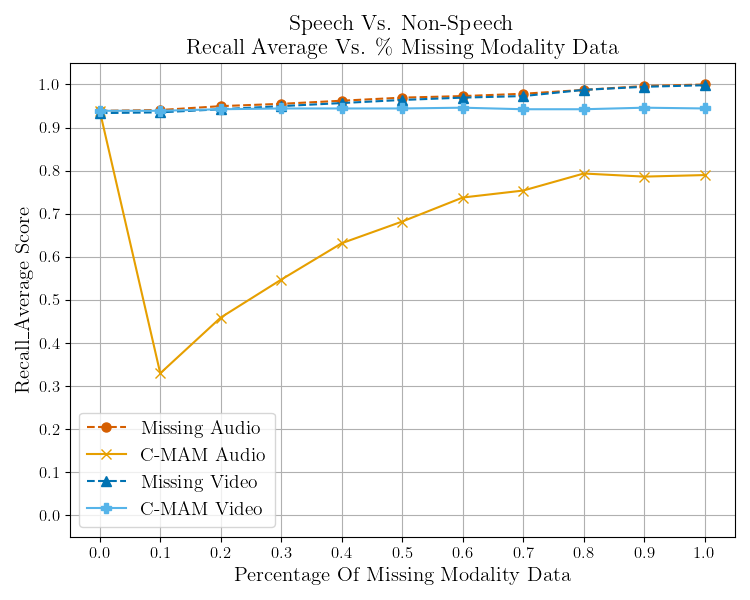 Speech Vs. Non-Speech
Recall Average Vs. % Missing Modality Data
Recall_Average Score
1.0
0.9
0.8
0.7
0.6
0.5
0.4
0.3
0.2
0.1
0.0
Missing Audio
C-MAM Audio
Missing Video
C-MAM Video
0.0 0.1 0.2 0.3 0.4 0.5 0.6 0.7 0.8 0.9 1.0
Percentage Of Missing Modality Data